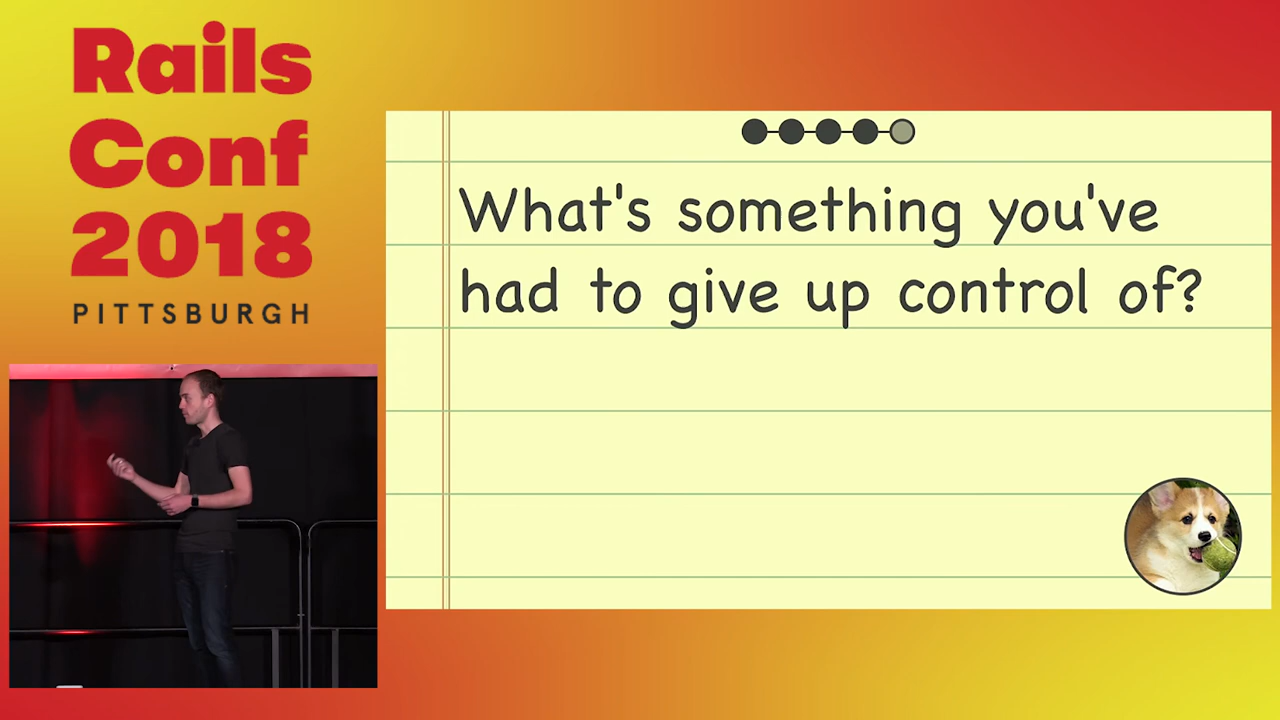 Rails
Conf
2018
PITTSBURGH
What's something you've
had to give up control of?